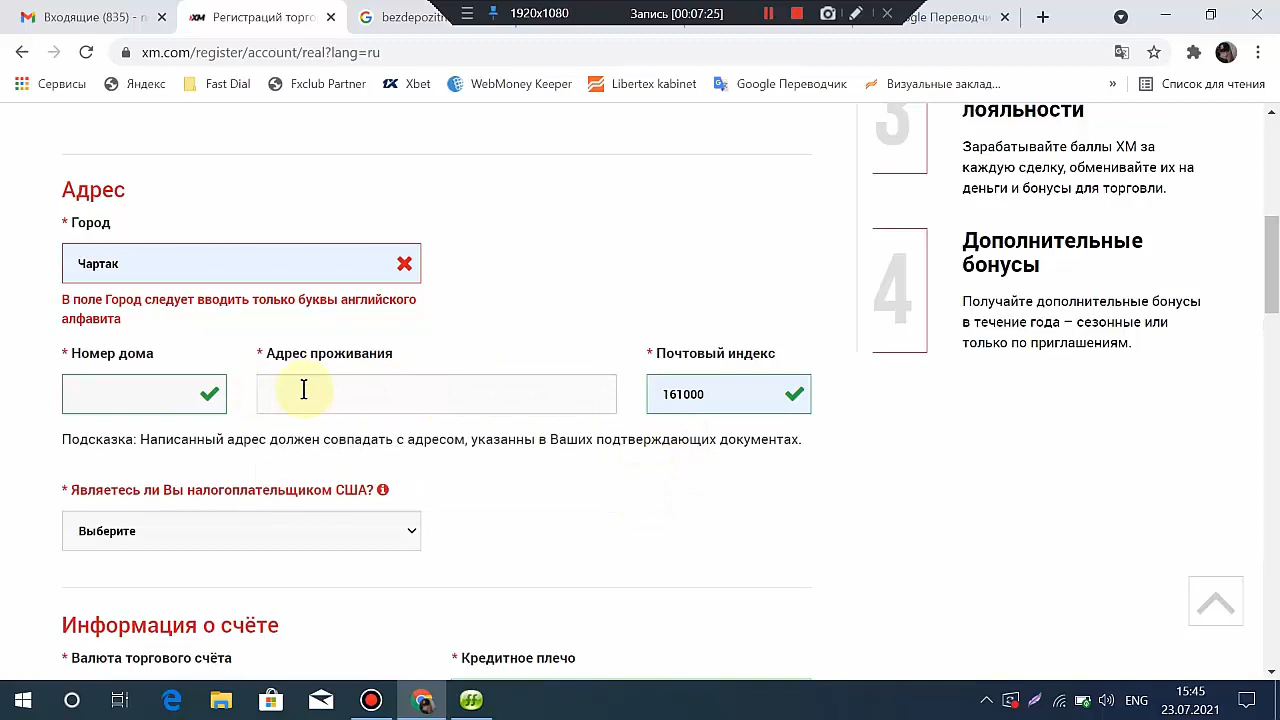 Входящие (835) - n
Регистраций торг
bezdepozitn
1920x1080
Запись [00:07:25]
gle Переводчик
xm.com/register/account/real?lang=ru
Сервисы
Яндекс
Fast Dial
Fxclub Partner
Xbet
WebMoney Keeper
Libertex kabinet
Google Переводчик
Визуальные заклад...
»
Список для чтения
3
лояльности
Зарабатывайте баллы XM за
каждую сделку, обменивайте их на
деньги и бонусы для торговли.
Адрес
* Город
Чартак
В поле Город следует вводить только буквы английского
алфавита
4
Дополнительные
бонусы
Получайте дополнительные бонусы
в течение года – сезонные или
только по приглашениям.
* Номер дома
* Адрес проживания
* Почтовый индекс
161000
Подсказка: Написанный адрес должен совпадать с адресом, указанны в Ваших подтверждающих документах.
* Являетесь ли Вы налогоплательщиком США?
Выберите
Информация о счёте
* Валюта торгового счёта
* Кредитное плечо
ENG
15:45
23.07.2021